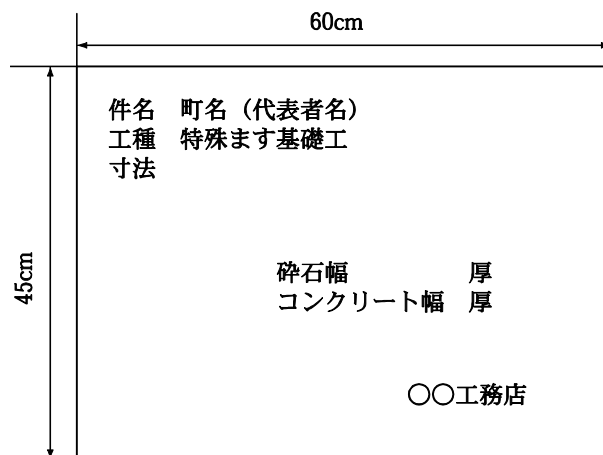 60cm
45cm
件名　町名（代表者名）
工種　特殊ます基礎工
寸法
砕石幅　　　　　厚
コンクリート幅　厚
○○工務店